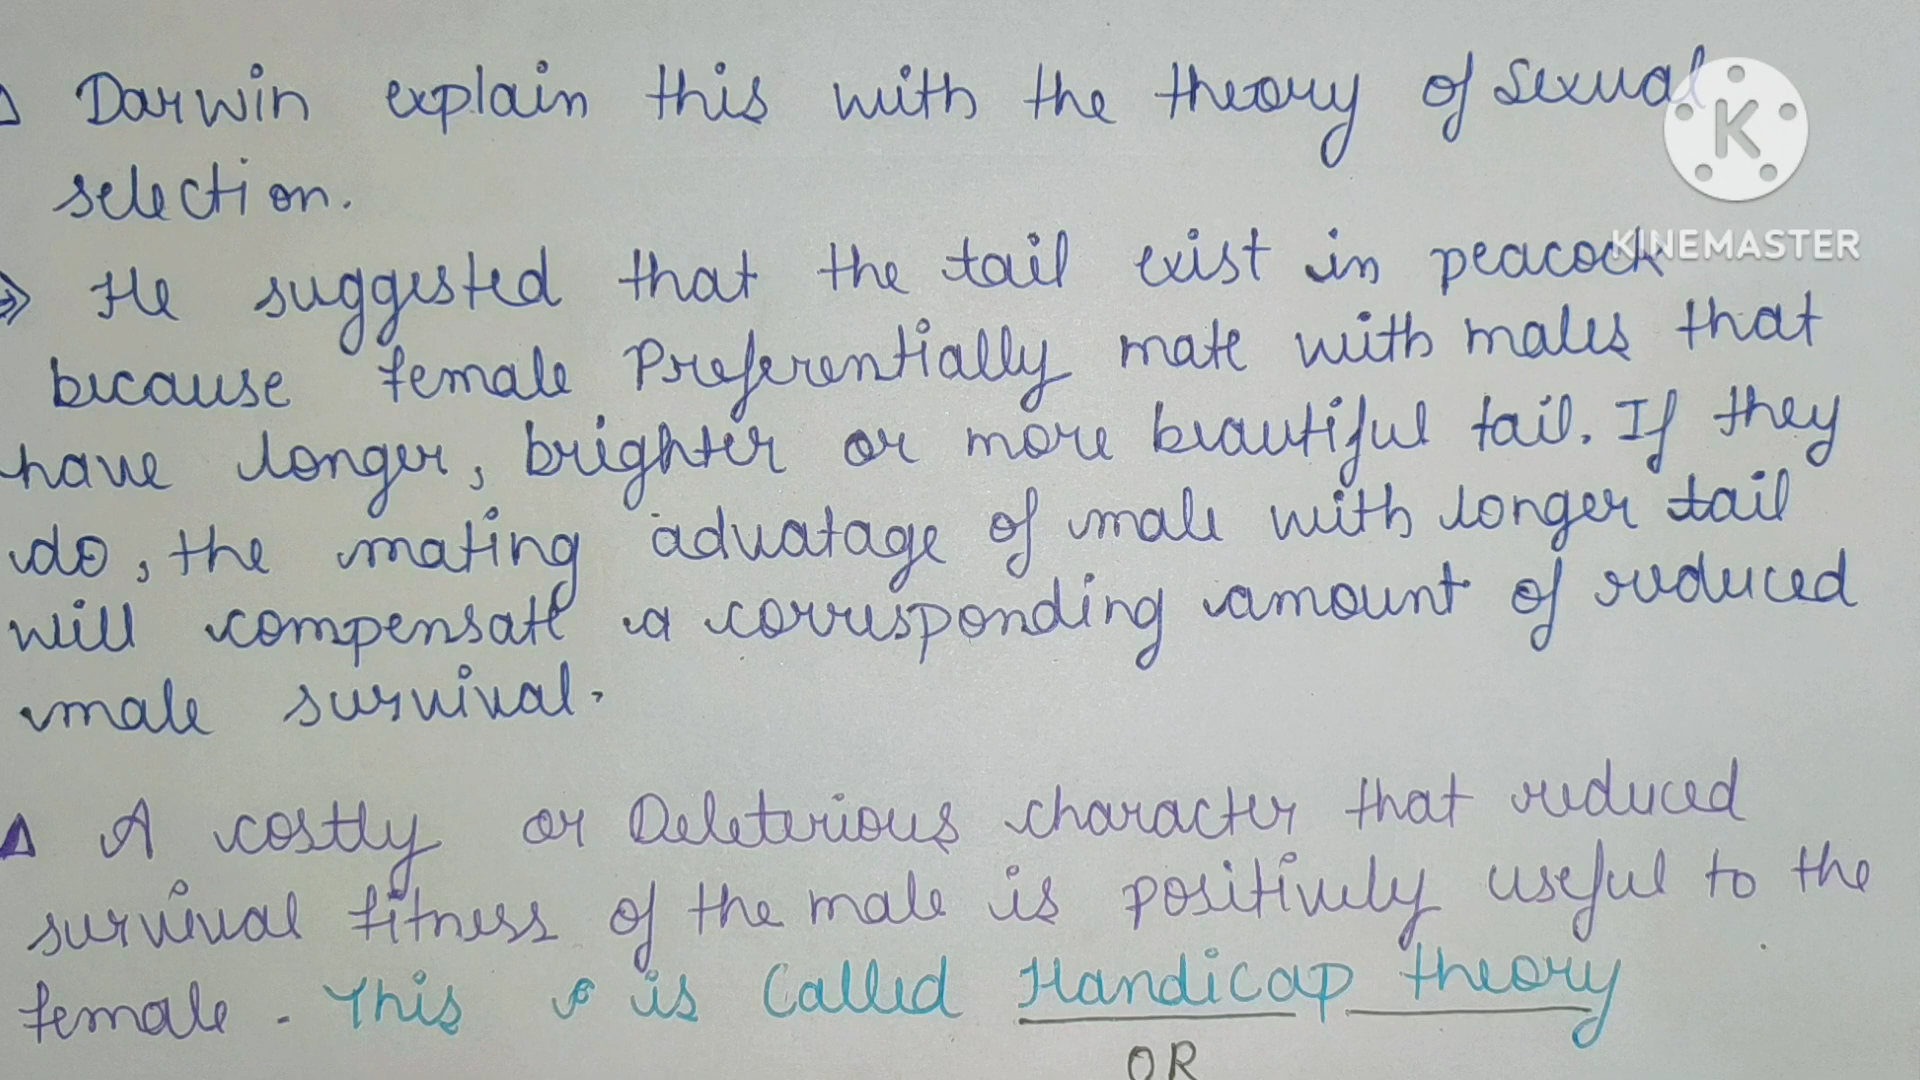 Darwin explain this with the theory of Sexual
selection.
He suggested that the tail exist in peacock
because female Preferentially mate with males that
have longer, brighter or more beautiful tail. If they
do, the mating advatage of male with longer tail
will compensate a corresponding amount of reduced
male survival.
A costly or Deleterious character that reduced
survival fitness of the male is positively useful to the
female. This is Called Handicap theory
OR
K
KINEMASTER